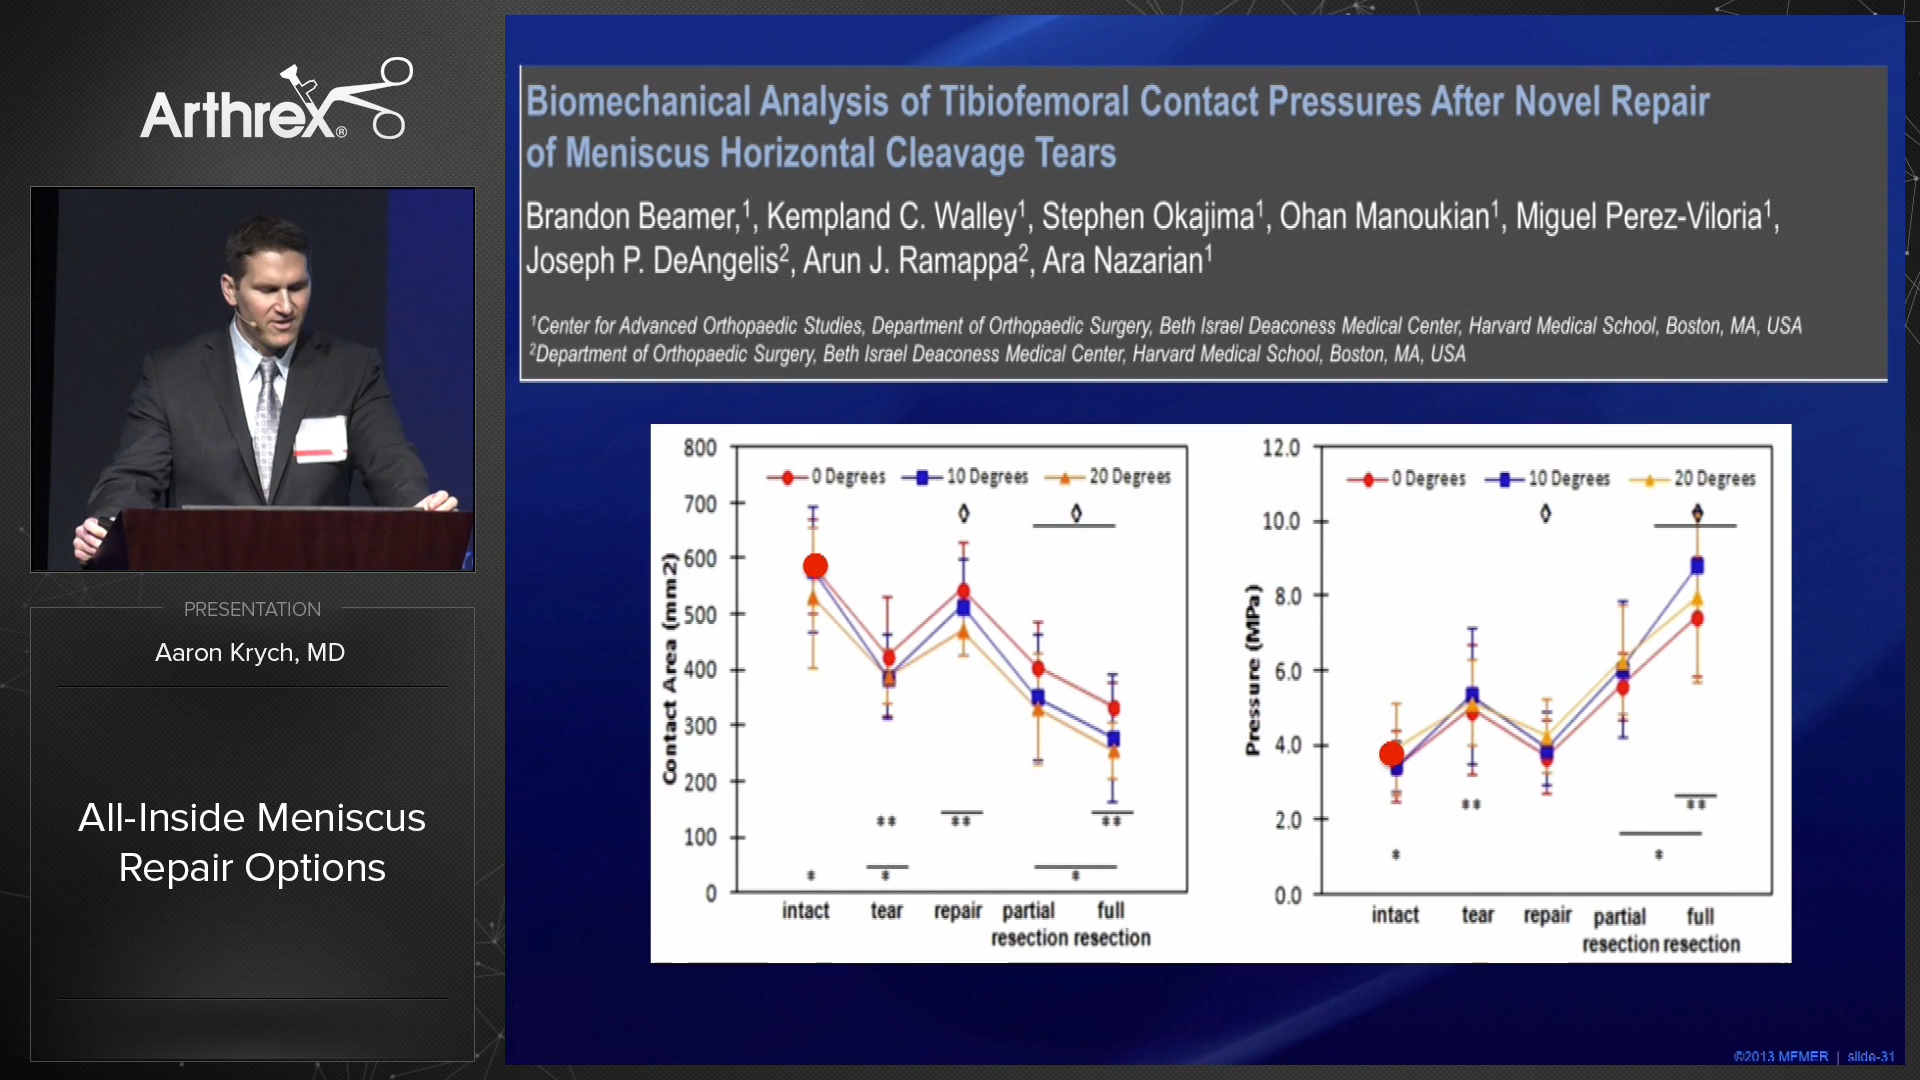 Arthrex®
PRESENTATION
Aaron Krych, MD
All-Inside Meniscus
Repair Options
Biomechanical Analysis of Tibiofemoral Contact Pressures After Novel Repair
of Meniscus Horizontal Cleavage Tears
Brandon Beamer,¹, Kempland C. Walley¹, Stephen Okajima¹, Ohan Manoukian¹, Miguel Perez-Viloria¹,
Joseph P. DeAngelis², Arun J. Ramappa², Ara Nazarian¹
¹Center for Advanced Orthopaedic Studies, Department of Orthopaedic Surgery, Beth Israel Deaconess Medical Center, Harvard Medical School, Boston, MA, USA
²Department of Orthopaedic Surgery, Beth Israel Deaconess Medical Center, Harvard Medical School, Boston, MA, USA
Contact Area (mm2)
800
700
600
500
400
300
200
100
0
0 Degrees 10 Degrees 20 Degrees
◊ ◊
** ** **
* * *
intact tear repair partial full
resection resection
Pressure (MPa)
12.0
10.0
8.0
6.0
4.0
2.0
0.0
0 Degrees 10 Degrees 20 Degrees
◊ ◊
** **
* *
intact tear repair partial full
resection resection
©2013 MFMER | slide-31